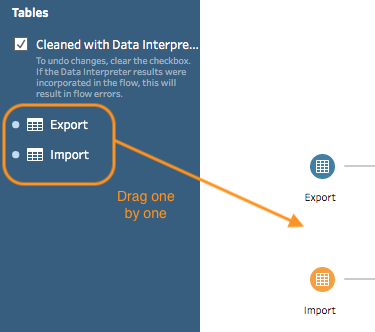 Tables
Cleaned with Data Interpre...
To undo changes, clear the checkbox.
If the Data Interpreter results were
incorporated in the flow, this will
result in flow errors.
Export
Import
Drag one
by one
Export
Import